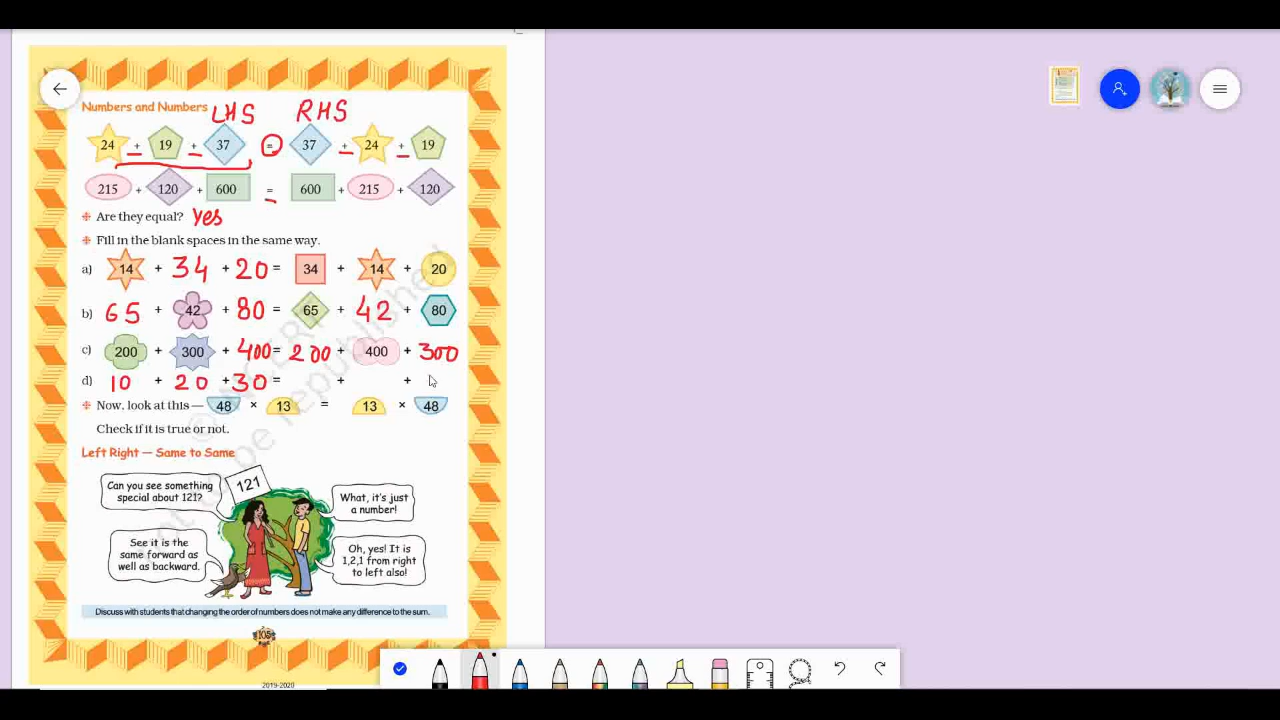 Numbers and Numbers LHS RHS
24 + 19 + 37 = 37 + 24 + 19
215 + 120 + 600 = 600 + 215 + 120
Are they equal? Yes
Fill in the blank spaces in the same way.
a) 14 + 34 + 20 = 34 + 14 + 20
b) 65 + 42 + 80 = 65 + 42 + 80
c) 200 + 300 + 400 = 200 + 400 + 300
d) 10 + 20 + 30 = + +
Now, look at this — 48 × 13 = 13 × 48
Check if it is true or not.
Left Right — Same to Same
Can you see something
special about 121?
121
What, it's just
a number!
See it is the
same forward as
well as backward.
Oh, yes! It is
1,2,1 from right
to left also!
Discuss with students that changing the order of numbers does not make any difference to the sum.
105
2019-2020